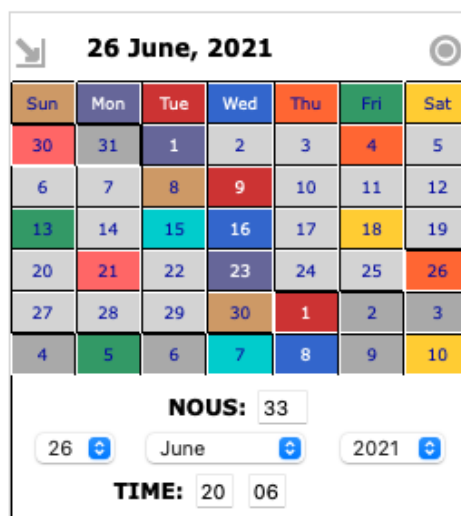 26 June, 2021
Sun Mon Tue Wed Thu Fri Sat
30 31 1 2 3 4 5
6 7 8 9 10 11 12
13 14 15 16 17 18 19
20 21 22 23 24 25 26
27 28 29 30 1 2 3
4 5 6 7 8 9 10
NOUS: 33
26 June 2021
TIME: 20 06